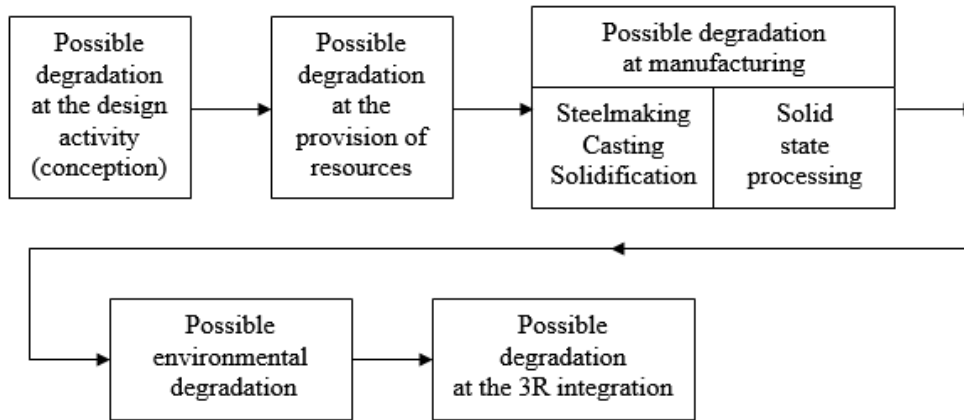 Possible
degradation
at the design
activity
(conception)
Possible
degradation
at the
provision of
resources
Possible degradation
at manufacturing
Steelmaking
Casting
Solidification
Solid
state
processing
Possible
environmental
degradation
Possible
degradation
at the 3R integration